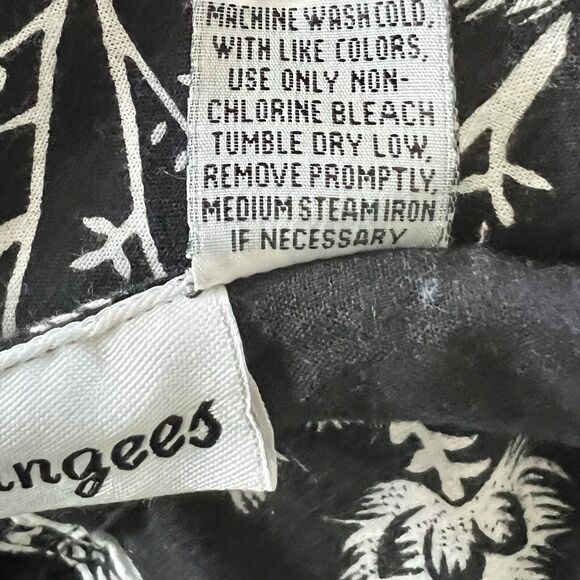 MACHINE WASH COLD,
WITH LIKE COLORS,
USE ONLY NON-
CHLORINE BLEACH
TUMBLE DRY LOW,
REMOVE PROMPTLY,
MEDIUM STEAM IRON
IF NECESSARY
ngees